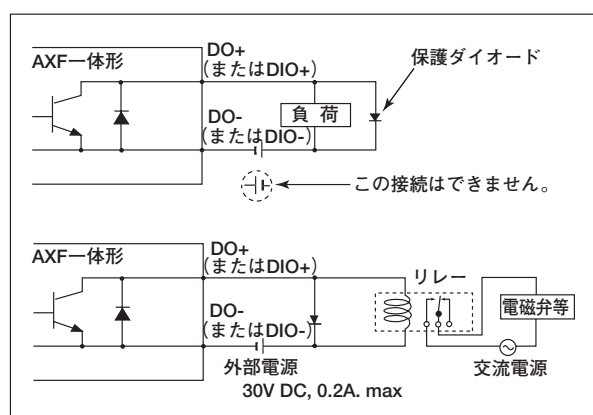 AXF一体形
DO+
(またはDIO+)
保護ダイオード
負荷
DO-
(またはDIO-)
この接続はできません。
AXF一体形
DO+
(またはDIO+)
リレー
DO-
(またはDIO-)
電磁弁等
外部電源
交流電源
30V DC, 0.2A. max